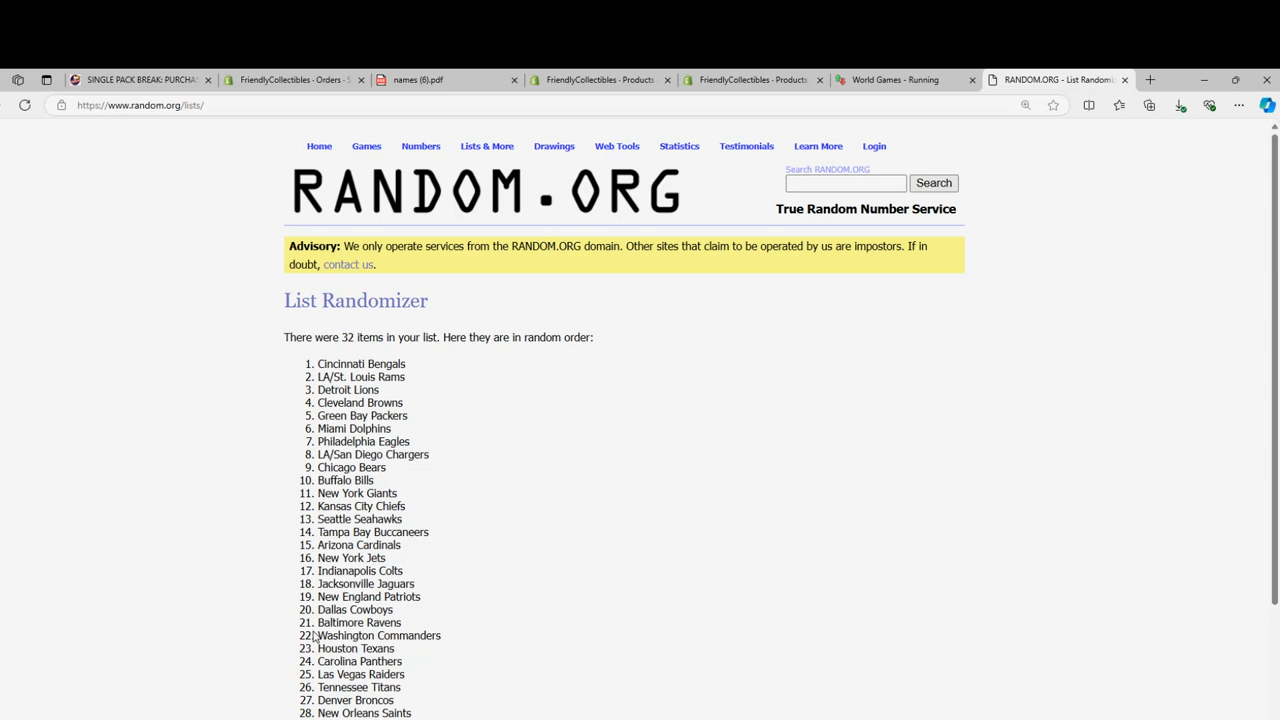 SINGLE PACK BREAK: PURCHA
FriendlyCollectibles · Orders · S
names (6).pdf
FriendlyCollectibles · Products
FriendlyCollectibles · Products
World Games - Running
RANDOM.ORG - List Randomiz
https://www.random.org/lists/
Home Games Numbers Lists & More Drawings Web Tools Statistics Testimonials Learn More Login
Search RANDOM.ORG
RANDOM.ORG
Search
True Random Number Service
Advisory: We only operate services from the RANDOM.ORG domain. Other sites that claim to be operated by us are impostors. If in
doubt, contact us.
List Randomizer
There were 32 items in your list. Here they are in random order:
1. Cincinnati Bengals
2. LA/St. Louis Rams
3. Detroit Lions
4. Cleveland Browns
5. Green Bay Packers
6. Miami Dolphins
7. Philadelphia Eagles
8. LA/San Diego Chargers
9. Chicago Bears
10. Buffalo Bills
11. New York Giants
12. Kansas City Chiefs
13. Seattle Seahawks
14. Tampa Bay Buccaneers
15. Arizona Cardinals
16. New York Jets
17. Indianapolis Colts
18. Jacksonville Jaguars
19. New England Patriots
20. Dallas Cowboys
21. Baltimore Ravens
22. Washington Commanders
23. Houston Texans
24. Carolina Panthers
25. Las Vegas Raiders
26. Tennessee Titans
27. Denver Broncos
28. New Orleans Saints